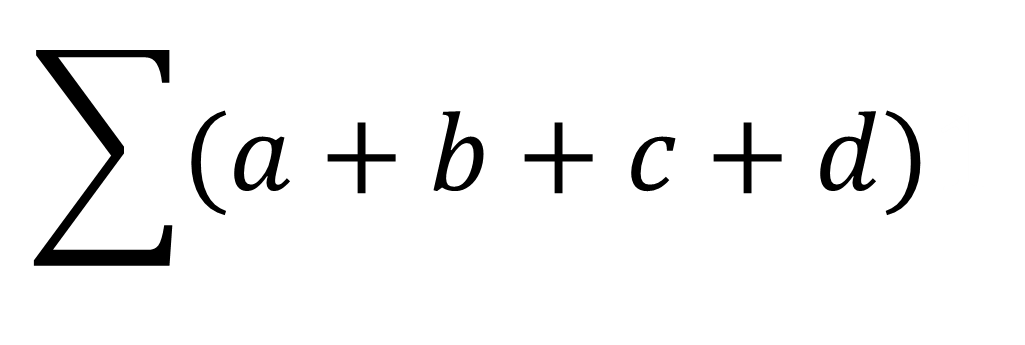 ∑(a + b + c + d)